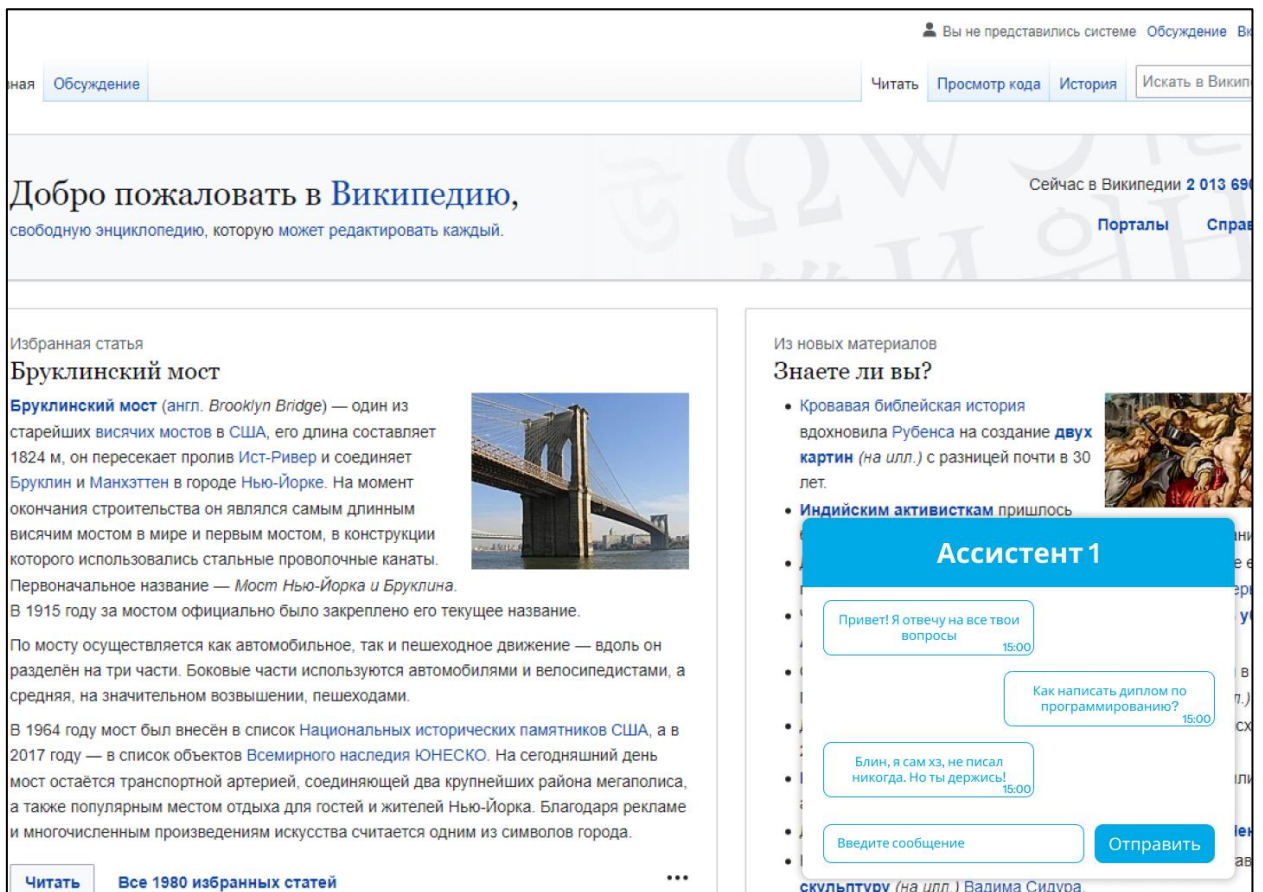 Вы не представились системе Обсуждение
Обсуждение
Читать Просмотр кода История Искать в
Добро пожаловать в Википедию,
свободную энциклопедию, которую может редактировать каждый.
Сейчас в Википедии 2 013
Порталы
Избранная статья
Бруклинский мост
Бруклинский мост (англ. Brooklyn Bridge) — один из
старейших висячих мостов в США, его длина составляет
1824 м, он пересекает пролив Ист-Ривер и соединяет
Бруклин и Манхэттен в городе Нью-Йорке. На момент
окончания строительства он являлся самым длинным
висячим мостом в мире и первым мостом, в конструкции
которого использовались стальные проволочные канаты.
Первоначальное название — Мост Нью-Йорка и Бруклина.
В 1915 году за мостом официально было закреплено его текущее название.
По мосту осуществляется как автомобильное, так и пешеходное движение — вдоль он
разделён на три части. Боковые части используются автомобилями и велосипедистами, а
средняя, на значительном возвышении, пешеходами.
В 1964 году мост был внесён в список Национальных исторических памятников США, а в
2017 году — в список объектов Всемирного наследия ЮНЕСКО. На сегодняшний день
мост остаётся транспортной артерией, соединяющей два крупнейших района мегаполиса,
а также популярным местом отдыха для гостей и жителей Нью-Йорка. Благодаря рекламе
и многочисленным произведениям искусства считается одним из символов города.
Читать Все 1980 избранных статей
Из новых материалов
Знаете ли вы?
Кровавая библейская история
вдохновила Рубенса на создание двух
картин (на илл.) с разницей почти в 30
лет.
Индийским активисткам пришлось
Ассистент 1
Привет! Я отвечу на все твои
вопросы
15:00
Как написать диплом по
программированию?
15:00
Блин, я сам хз, не писал
никогда. Но ты держись!
15:00
Введите сообщение
Отправить
скульптуру (на илл.) Вадима Сидура.